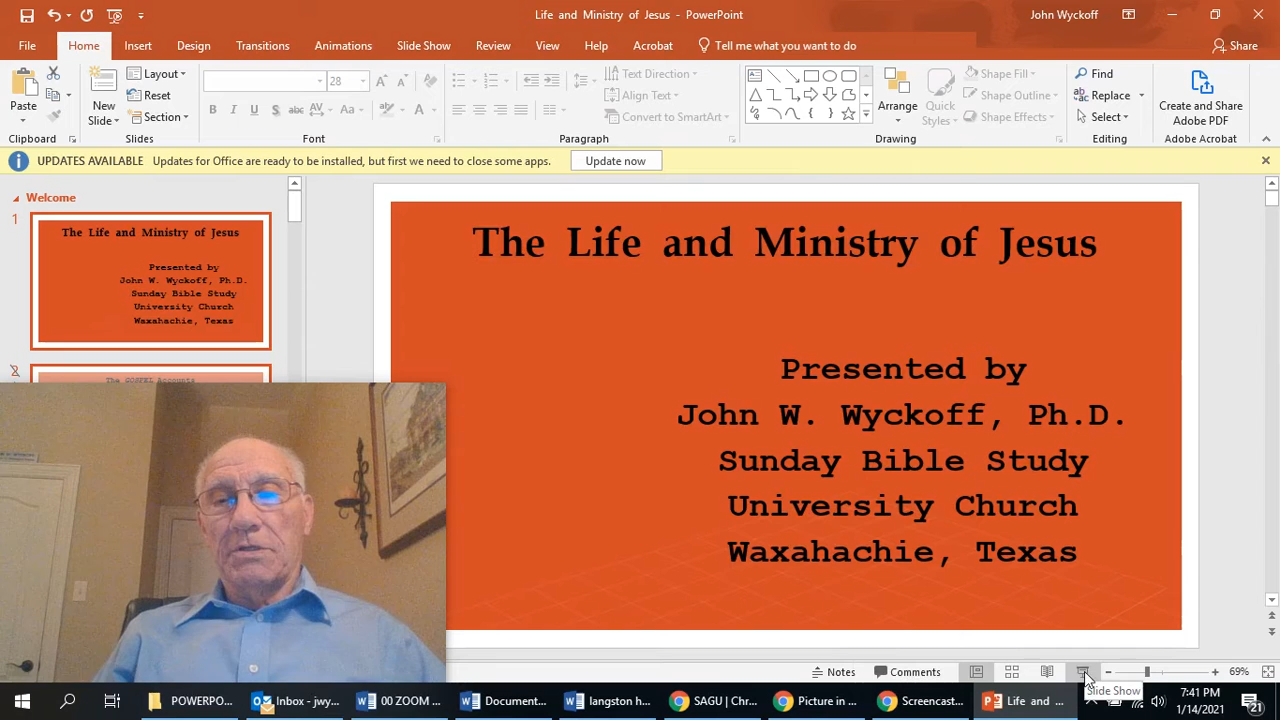 Life and Ministry of Jesus - PowerPoint
John Wyckoff
File Home Insert Design Transitions Animations Slide Show Review View Help Acrobat Tell me what you want to do Share
Paste
New
Slide
Layout
Reset
Section
28
Text Direction
Align Text
Convert to SmartArt
Arrange
Quick
Styles
Shape Fill
Shape Outline
Shape Effects
Find
Replace
Select
Create and Share
Adobe PDF
Clipboard Slides Font Paragraph Drawing Editing Adobe Acrobat
UPDATES AVAILABLE Updates for Office are ready to be installed, but first we need to close some apps. Update now
Welcome
1
The Life and Ministry of Jesus
Presented by
John W. Wyckoff, Ph.D.
Sunday Bible Study
University Church
Waxahachie, Texas
2
The GOSPEL Accounts
The Life and Ministry of Jesus
Presented by
John W. Wyckoff, Ph.D.
Sunday Bible Study
University Church
Waxahachie, Texas
Notes Comments 69%
Slide Show
POWERPO... Inbox - jwy... 00 ZOOM ... Document... langston h... SAGU | Chr... Picture in ... Screencast... Life and ...
7:41 PM
1/14/2021
21